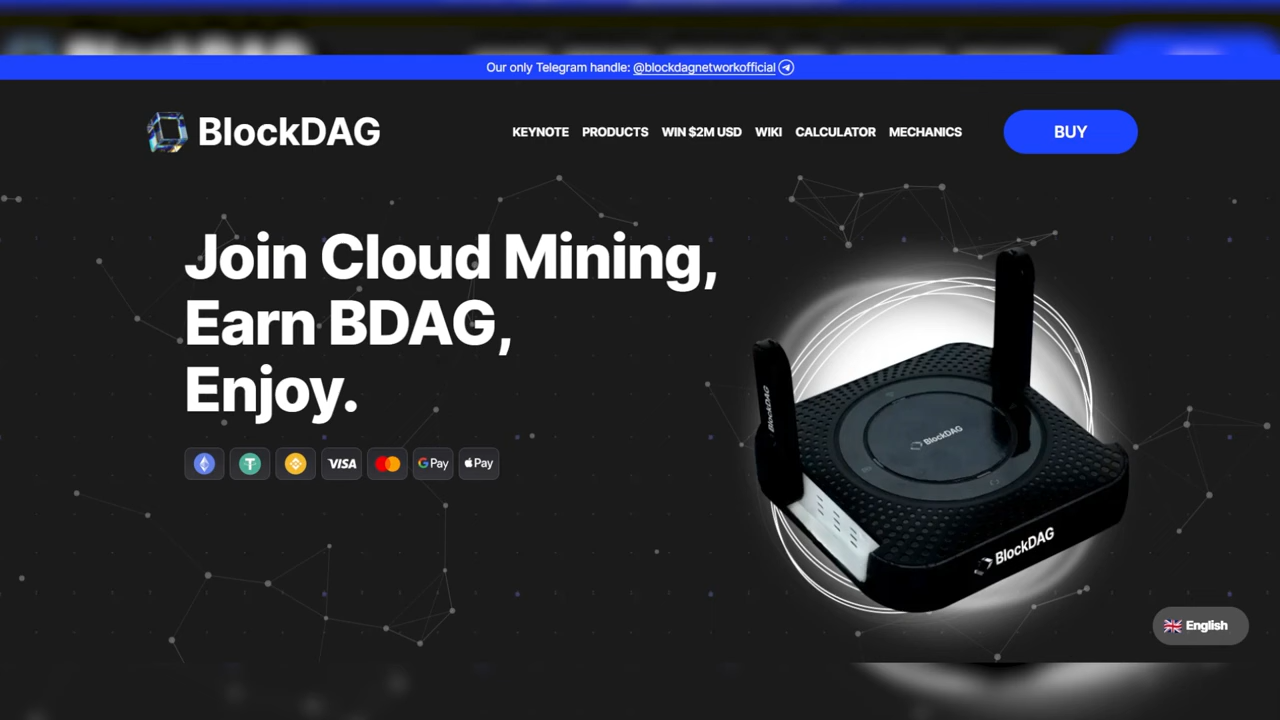 Our only Telegram handle: @blockdagnetworkofficial
BlockDAG
KEYNOTE PRODUCTS WIN $2M USD WIKI CALCULATOR MECHANICS BUY
Join Cloud Mining,
Earn BDAG,
Enjoy.
VISA G Pay Pay
BlockDAG
BlockDAG
BlockDAG
English